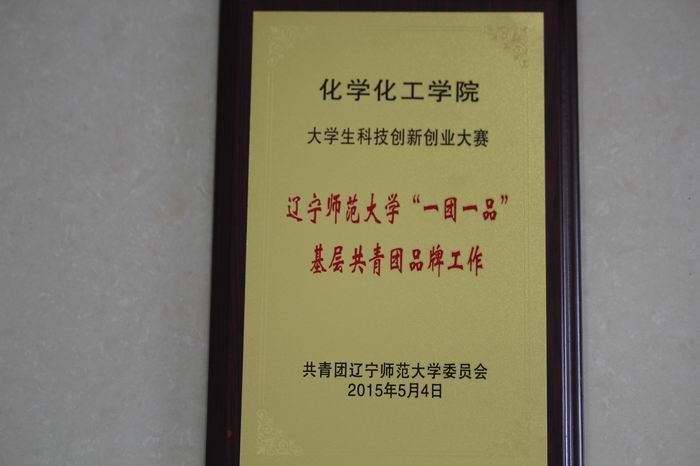 化学化工学院
大学生科技创新创业大赛
辽宁师范大学“一团一品”
基层共青团品牌工作
共青团辽宁师范大学委员会
2015年5月4日